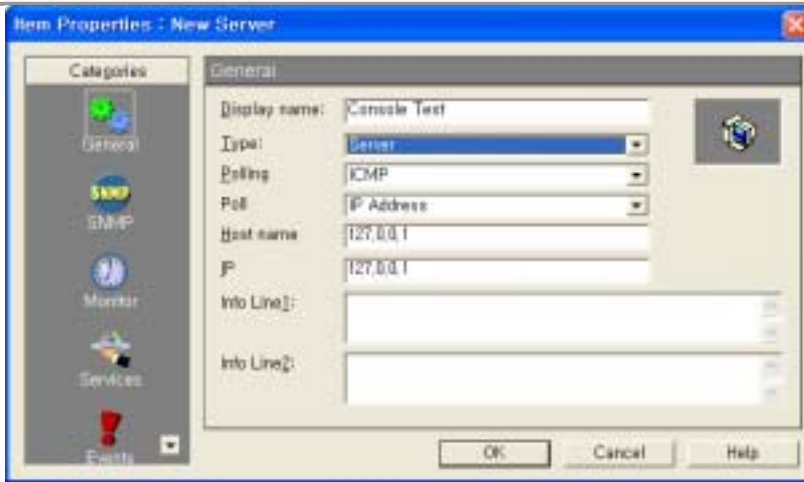 Item Properties : New Server
Categories
General
SNMP
SNMP
Monitor
Services
Events
General
Display name: Console Test
Type: Server
Polling ICMP
Poll IP Address
Host name 127,0,0,1
IP 127,0,0,1
Info Line1:
Info Line2:
OK Cancel Help